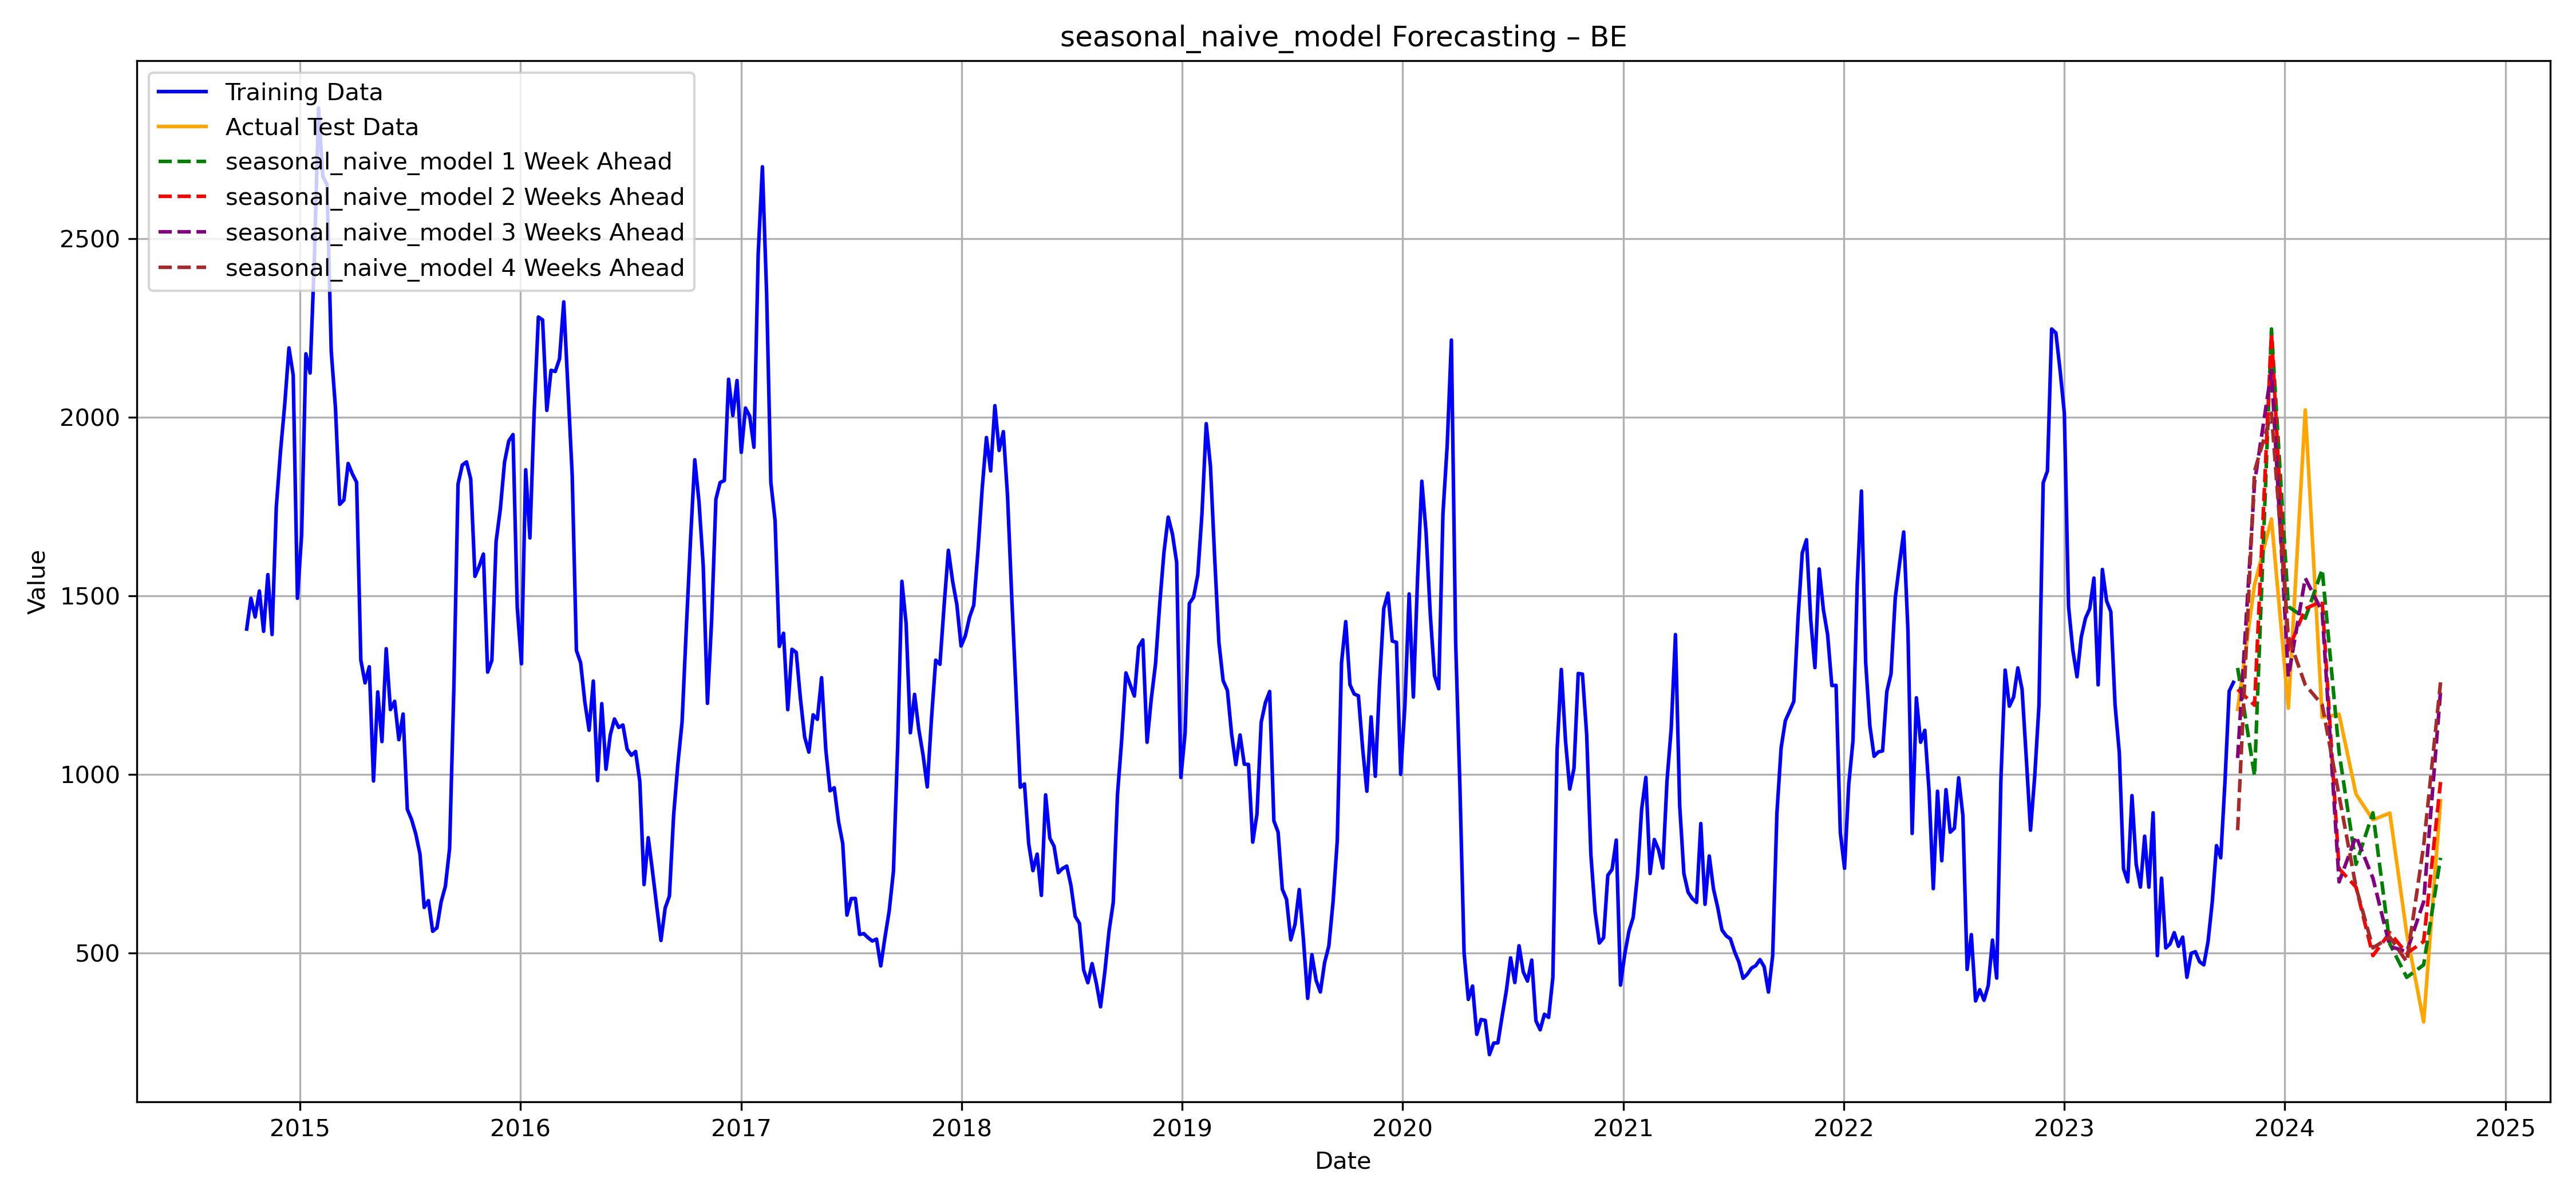 seasonal_naive_model Forecasting – BE
Training Data
Actual Test Data
seasonal_naive_model 1 Week Ahead
seasonal_naive_model 2 Weeks Ahead
seasonal_naive_model 3 Weeks Ahead
seasonal_naive_model 4 Weeks Ahead
2500
2000
1500
1000
500
Value
2015
2016
2017
2018
2019
2020
2021
2022
2023
2024
2025
Date